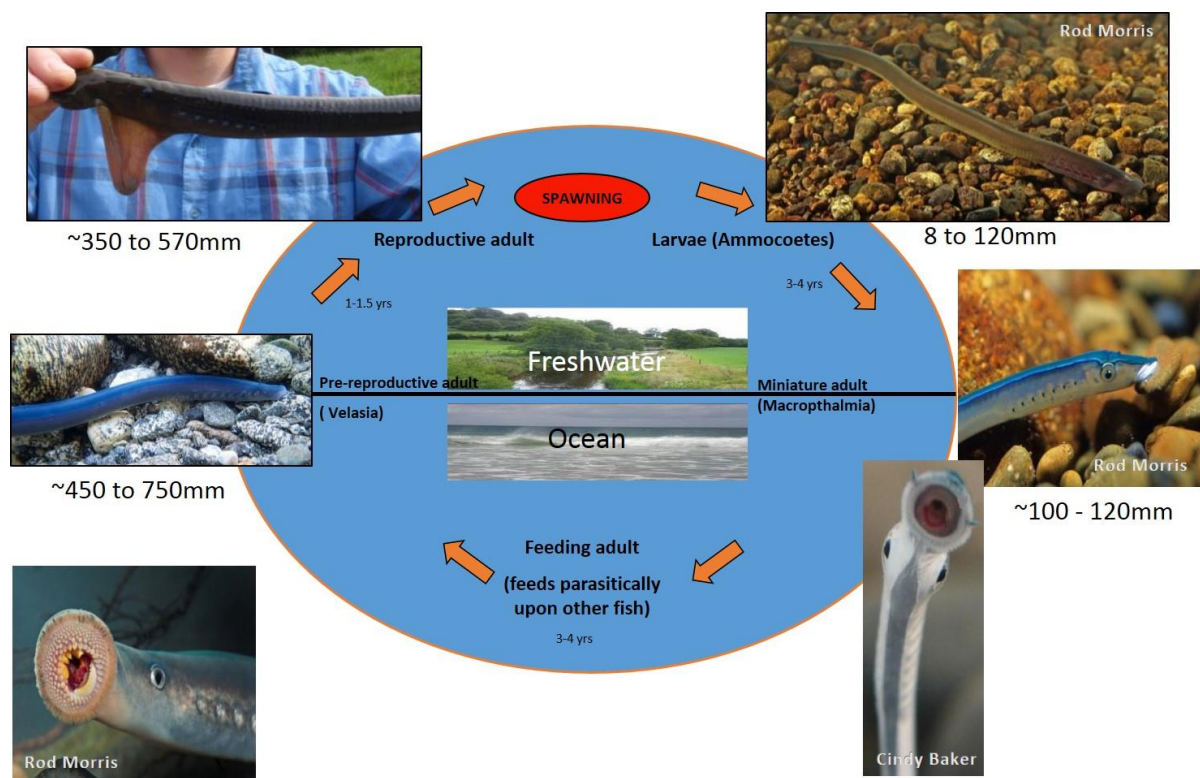 Rod Morris
SPAWNING
~350 to 570mm
Reproductive adult
Larvae (Ammocoetes)
8 to 120mm
1-1.5 yrs
3-4 yrs
Freshwater
Pre-reproductive adult
( Velasia)
Miniature adult
(Macropthalmia)
Ocean
Rod Morris
~450 to 750mm
~100 - 120mm
Feeding adult
(feeds parasitically
upon other fish)
3-4 yrs
Rod Morris
Cindy Baker